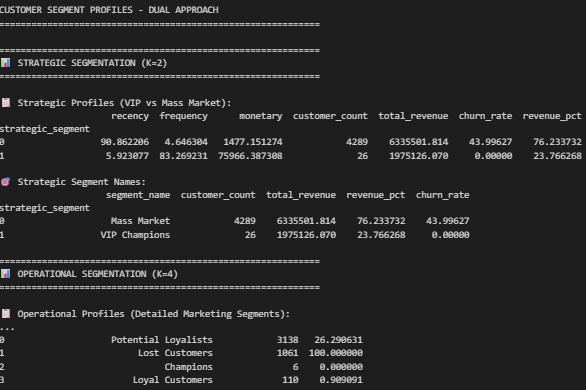 CUSTOMER SEGMENT PROFILES - DUAL APPROACH
============================================================
============================================================
📊 STRATEGIC SEGMENTATION (K=2)
============================================================
📋 Strategic Profiles (VIP vs Mass Market):
recency frequency monetary customer_count total_revenue churn_rate revenue_pct
strategic_segment
0 90.862206 4.646304 1477.151274 4289 6335501.814 43.99627 76.233732
1 5.923077 83.269231 75966.387308 26 1975126.070 0.00000 23.766268
🎯 Strategic Segment Names:
segment_name customer_count total_revenue revenue_pct churn_rate
strategic_segment
0 Mass Market 4289 6335501.814 76.233732 43.99627
1 VIP Champions 26 1975126.070 23.766268 0.00000
============================================================
📊 OPERATIONAL SEGMENTATION (K=4)
============================================================
📋 Operational Profiles (Detailed Marketing Segments):
...
0 Potential Loyalists 3138 26.290631
1 Lost Customers 1061 100.000000
2 Champions 6 0.000000
3 Loyal Customers 110 0.909091